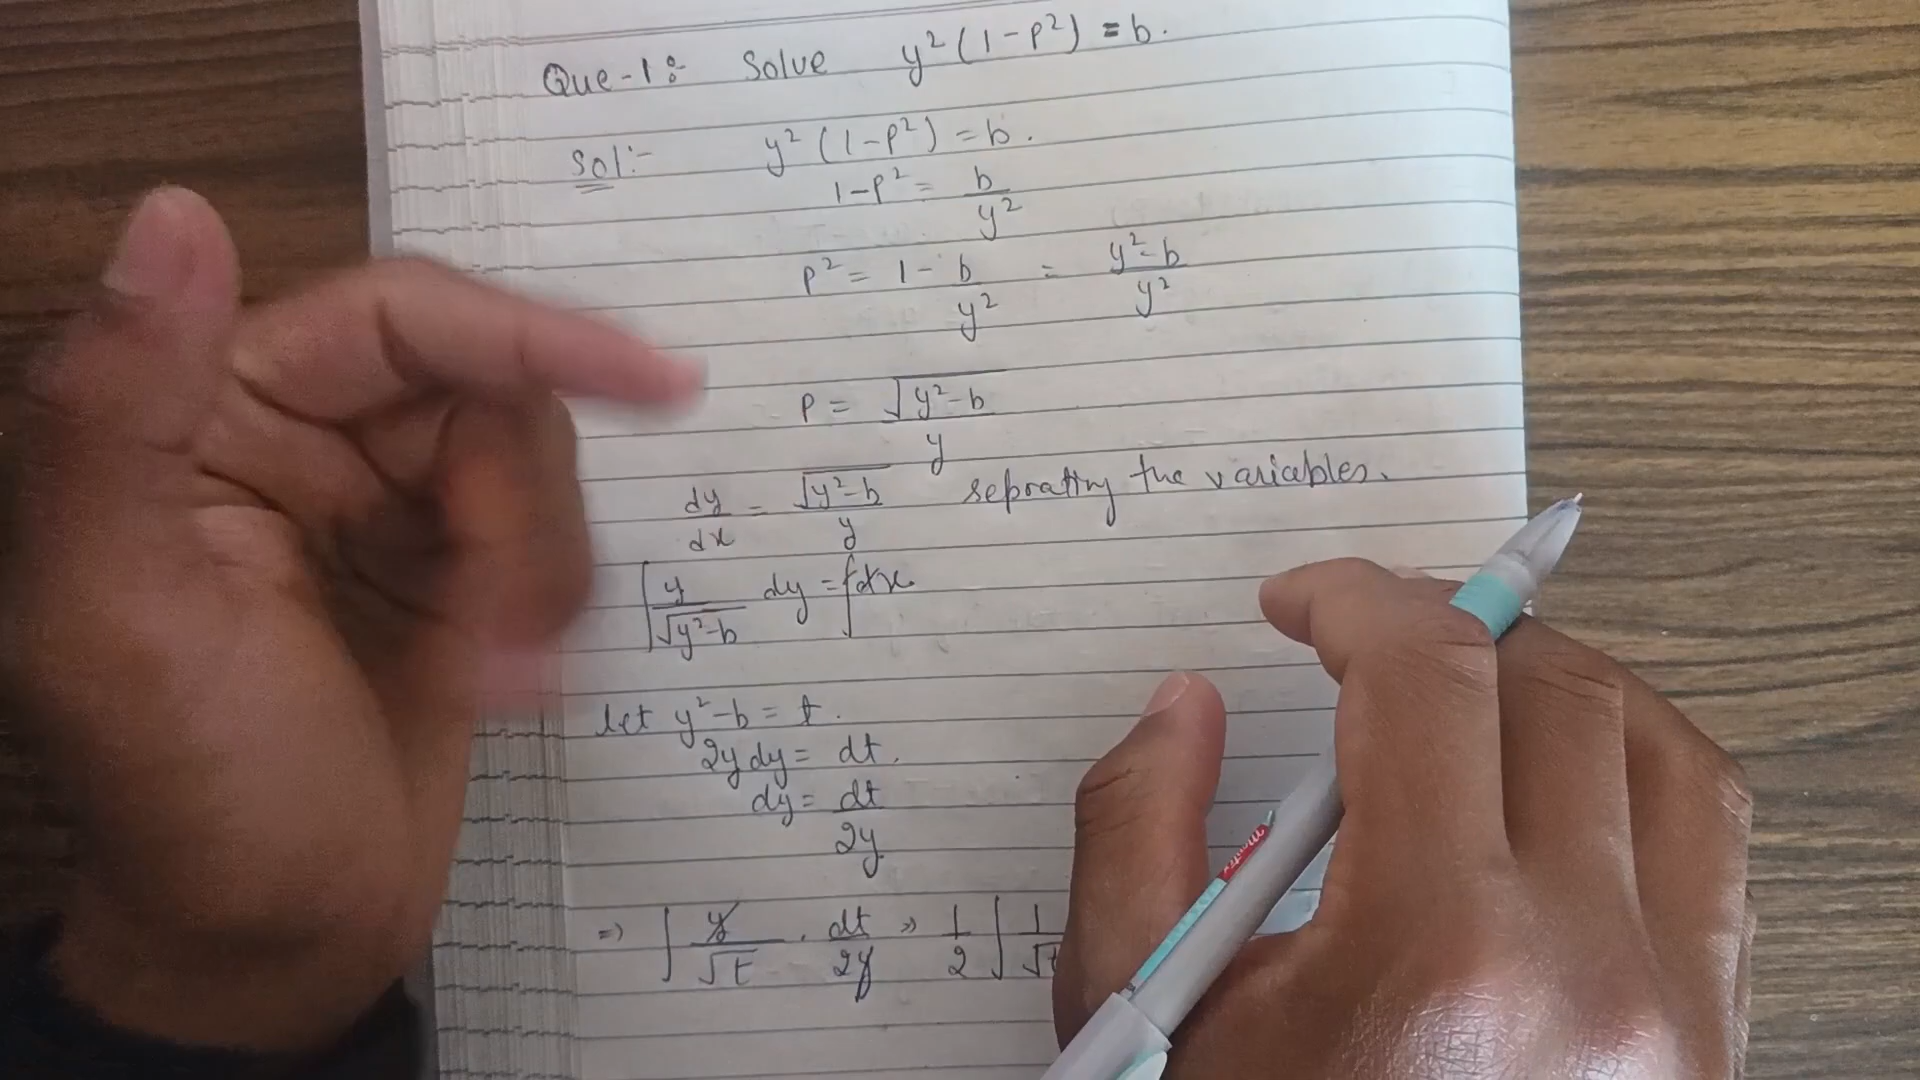 Que-1:- Solve y²(1-p²) = b.
Sol:- y²(1-p²) = b.
1-p² = b/y²
p² = 1 - b/y² = y²-b/y²
p = √y²-b/y
dy/dx = √y²-b/y seprating the variables.
∫ y/√y²-b dy = ∫dx
let y²-b = t.
2y dy = dt.
dy = dt/2y
=> ∫ y/√t . dt/2y => 1/2 ∫ 1/√t